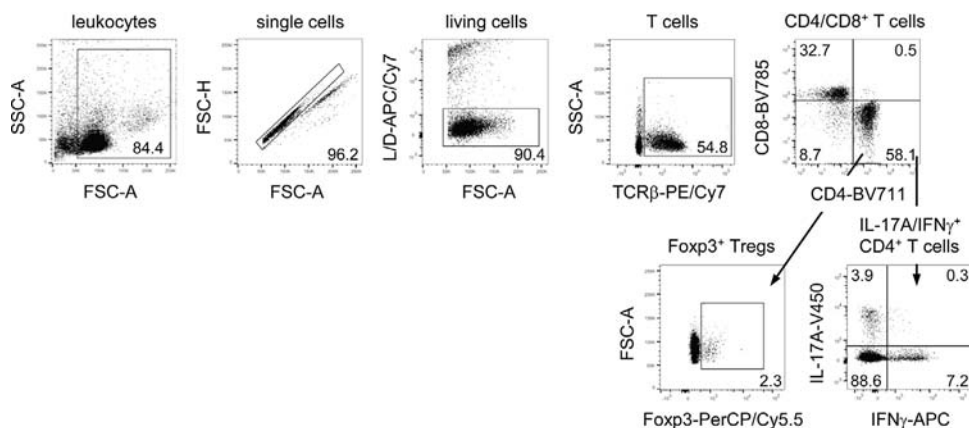 leukocytes
single cells
living cells
T cells
CD4/CD8⁺ T cells
SSC-A
84.4
FSC-A
FSC-H
96.2
FSC-A
L/D-APC/Cy7
90.4
FSC-A
SSC-A
54.8
TCRβ-PE/Cy7
CD8-BV785
32.7
0.5
8.7
58.1
CD4-BV711
Foxp3⁺ Tregs
FSC-A
2.3
Foxp3-PerCP/Cy5.5
IL-17A/IFNγ⁺
CD4⁺ T cells
IL-17A-V450
3.9
0.3
88.6
7.2
IFNγ-APC